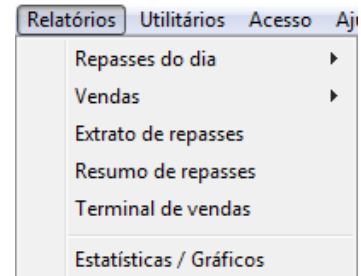 Relatórios Utilitários Acesso
Repasses do dia
Vendas
Extrato de repasses
Resumo de repasses
Terminal de vendas
Estatísticas / Gráficos